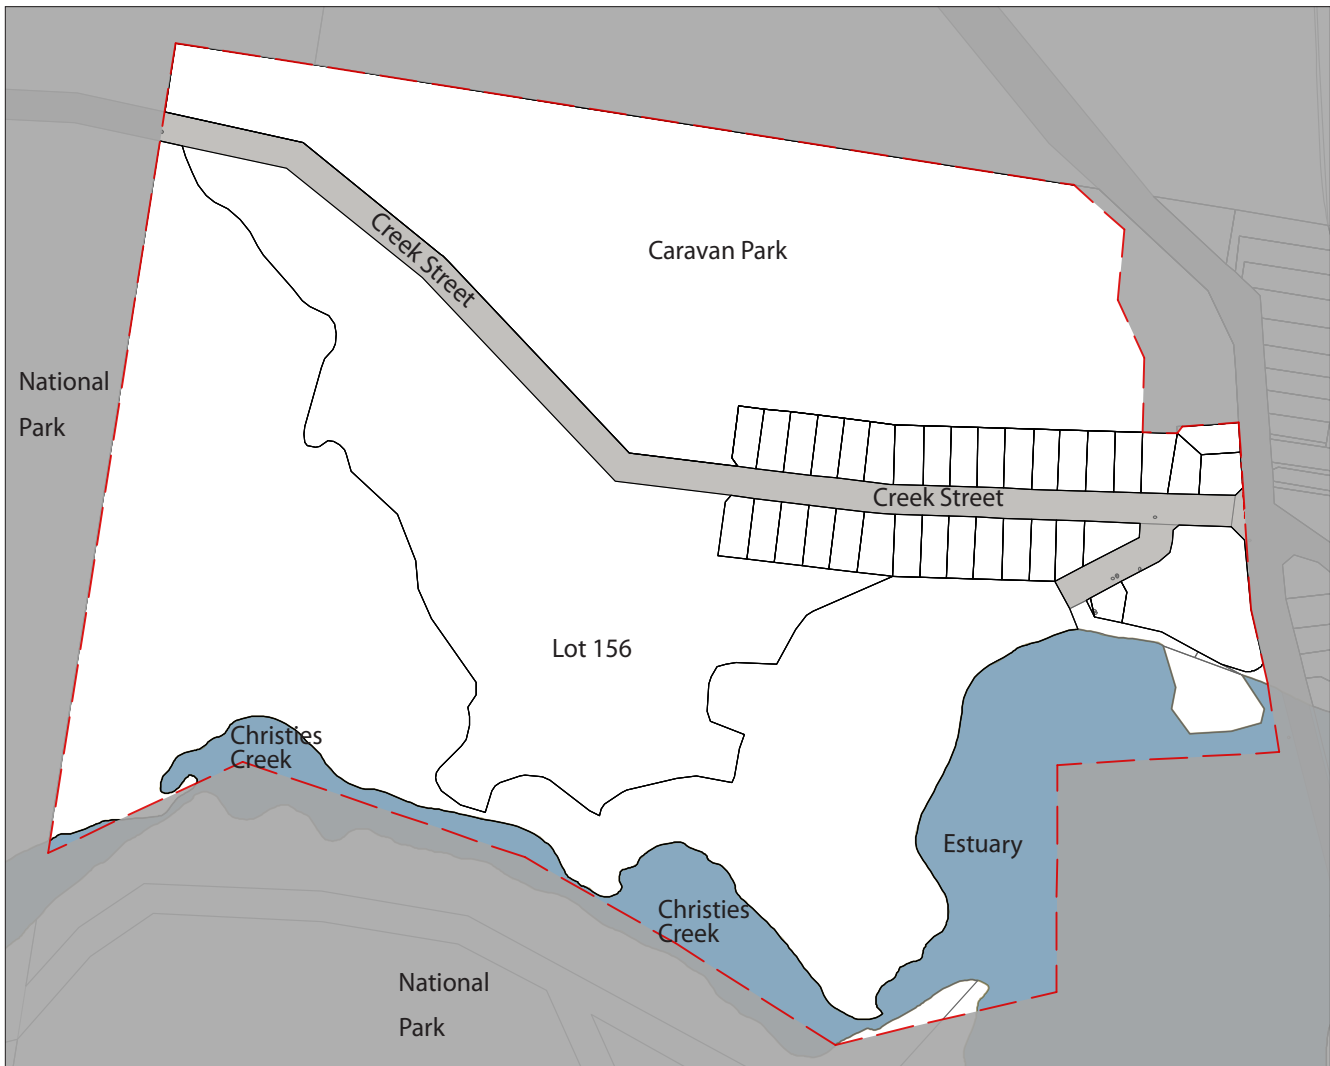 Creek Street
Caravan Park
National
Park
Creek Street
Lot 156
Christies
Creek
Estuary
Christies
Creek
National
Park